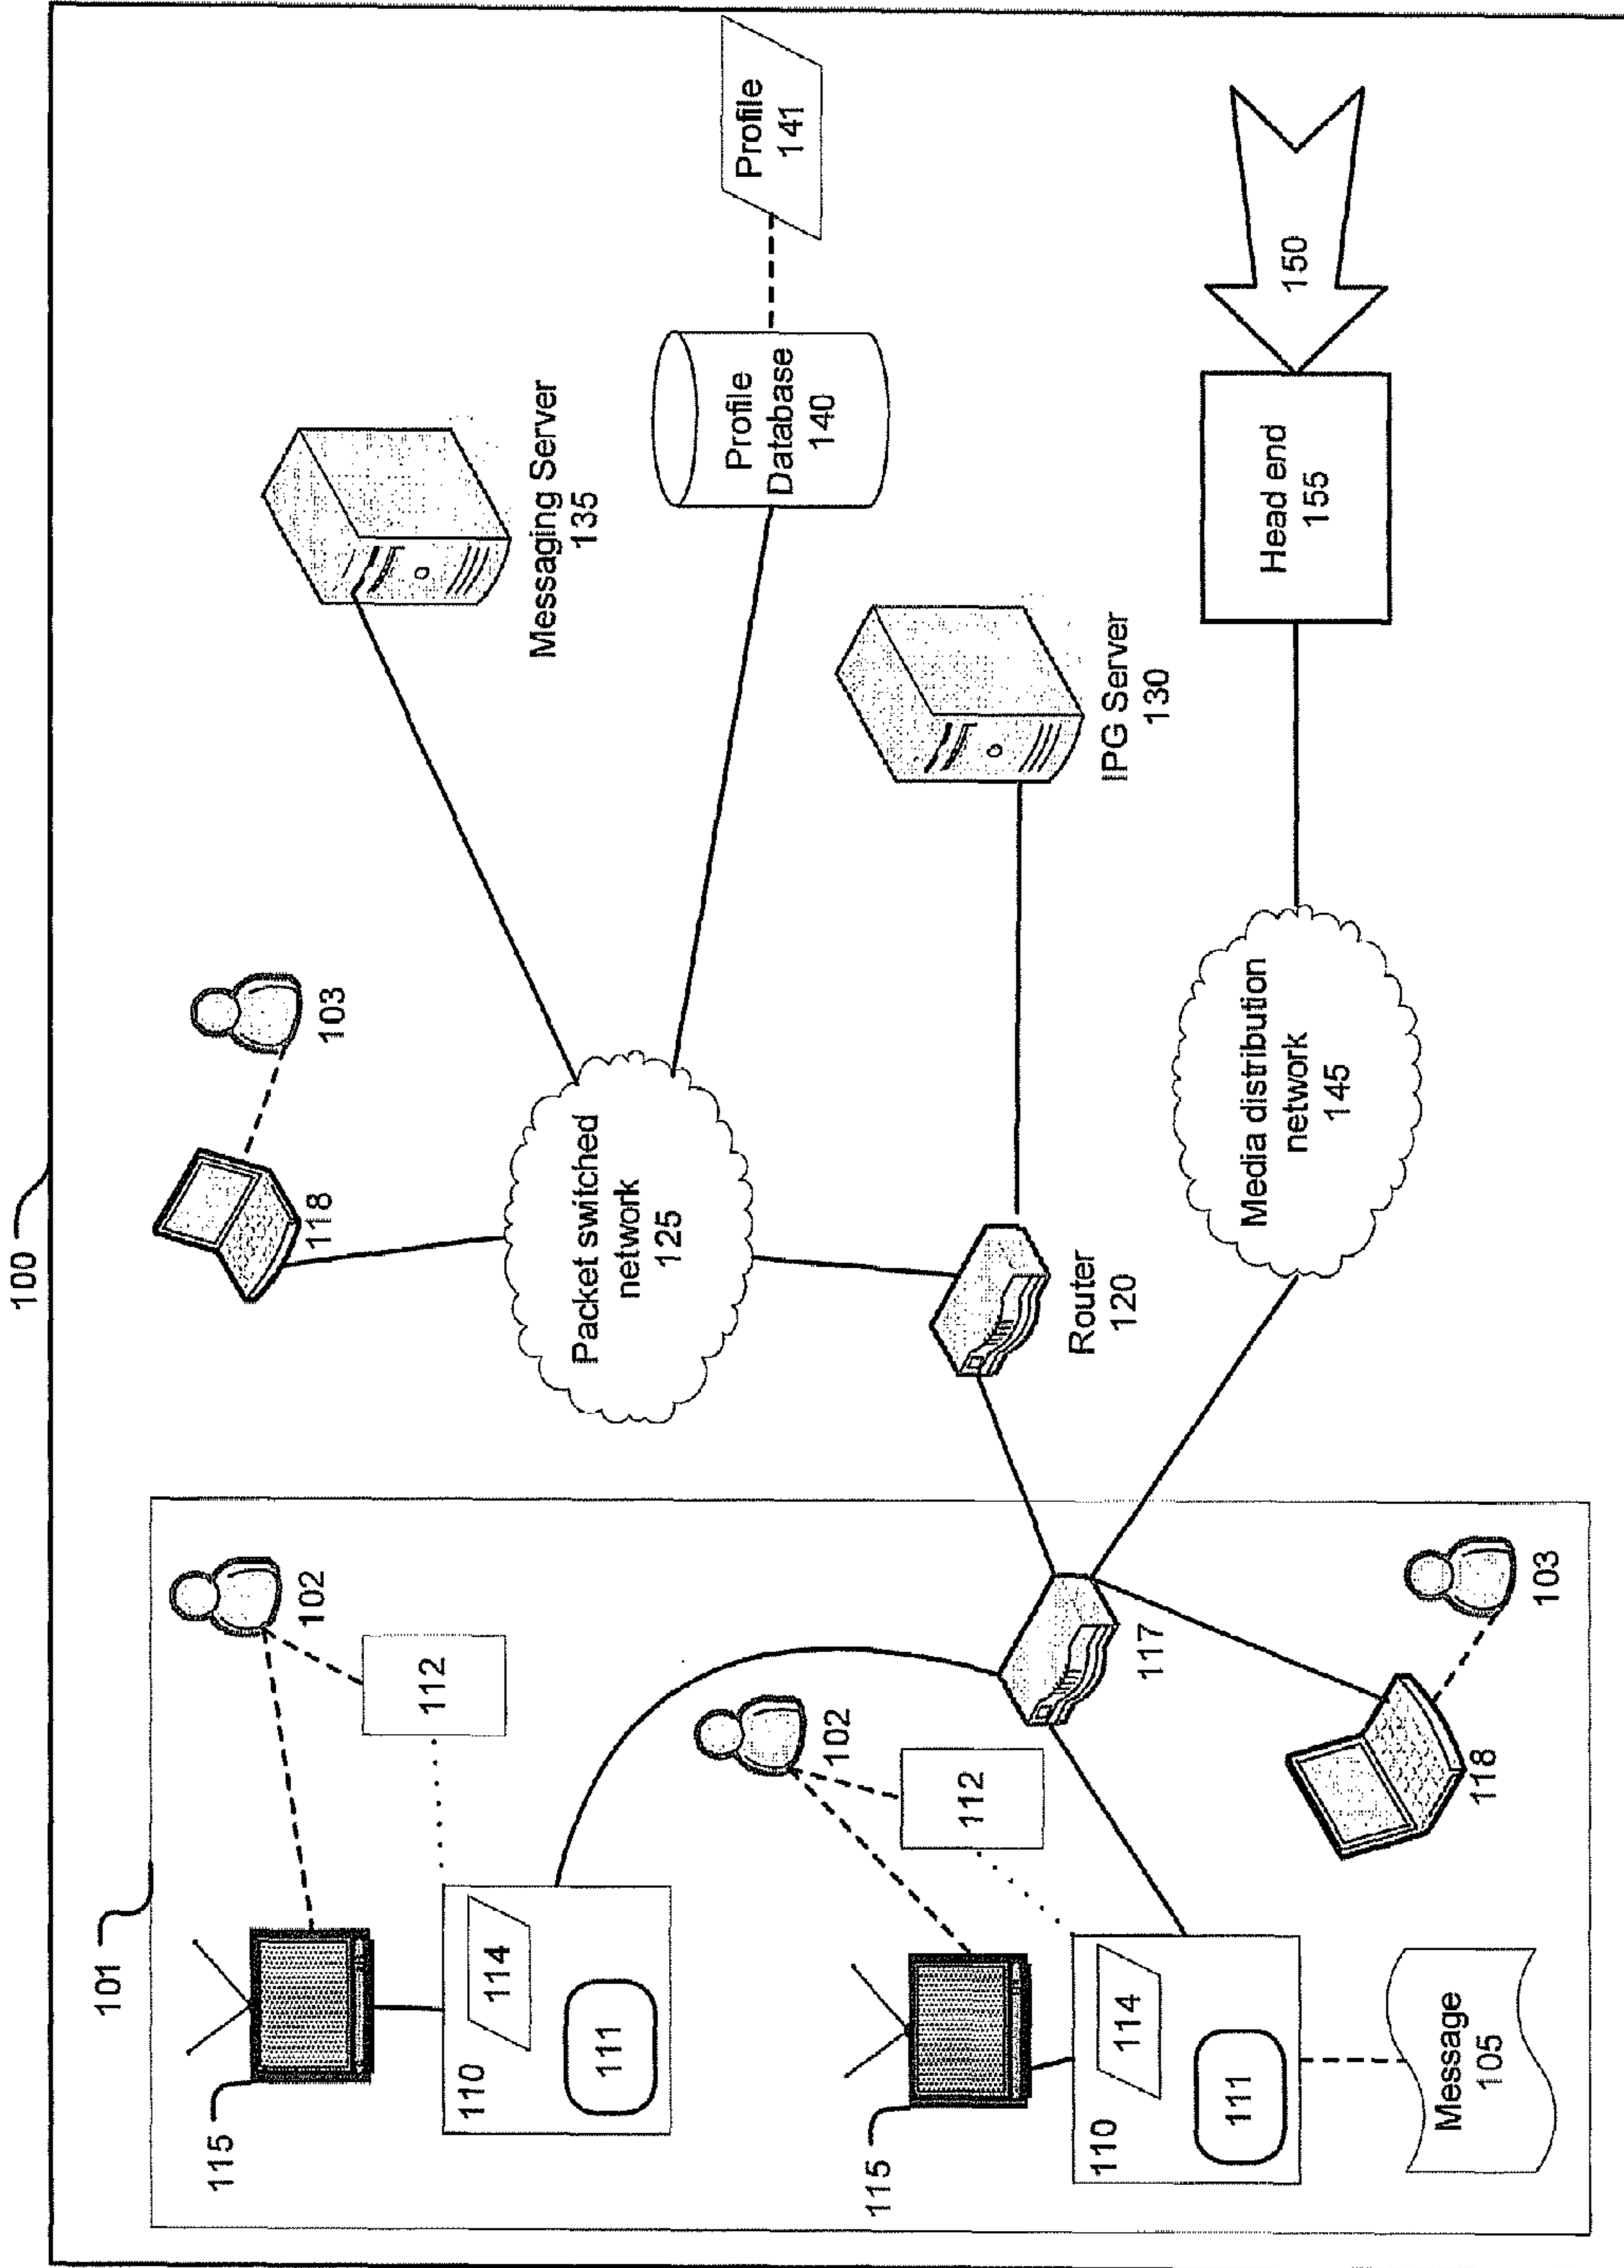 100
101
115
110
114
111
112
102
115
110
114
111
112
102
Message
105
118
103
117
118
103
Packet switched
network
125
Router
120
Media distribution
network
145
Messaging Server
135
Profile
Database
140
Profile
141
IPG Server
130
Head end
155
150